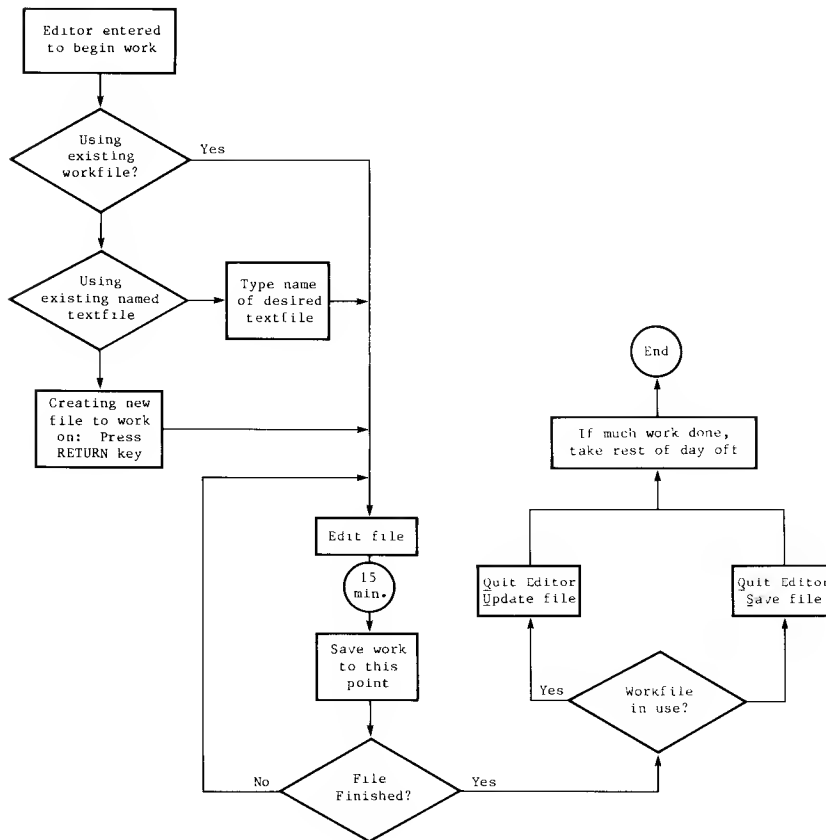 Editor entered
to begin work
Using
existing
workfile?
Yes
Using
existing named
textfile
Type name
of desired
textfile
Creating new
file to work
on: Press
RETURN key
Edit file
15
min.
Save work
to this
point
File
Finished?
No
Yes
Workfile
in use?
Yes
Quit Editor
Update file
Quit Editor
Save file
If much work done,
take rest of day off
End